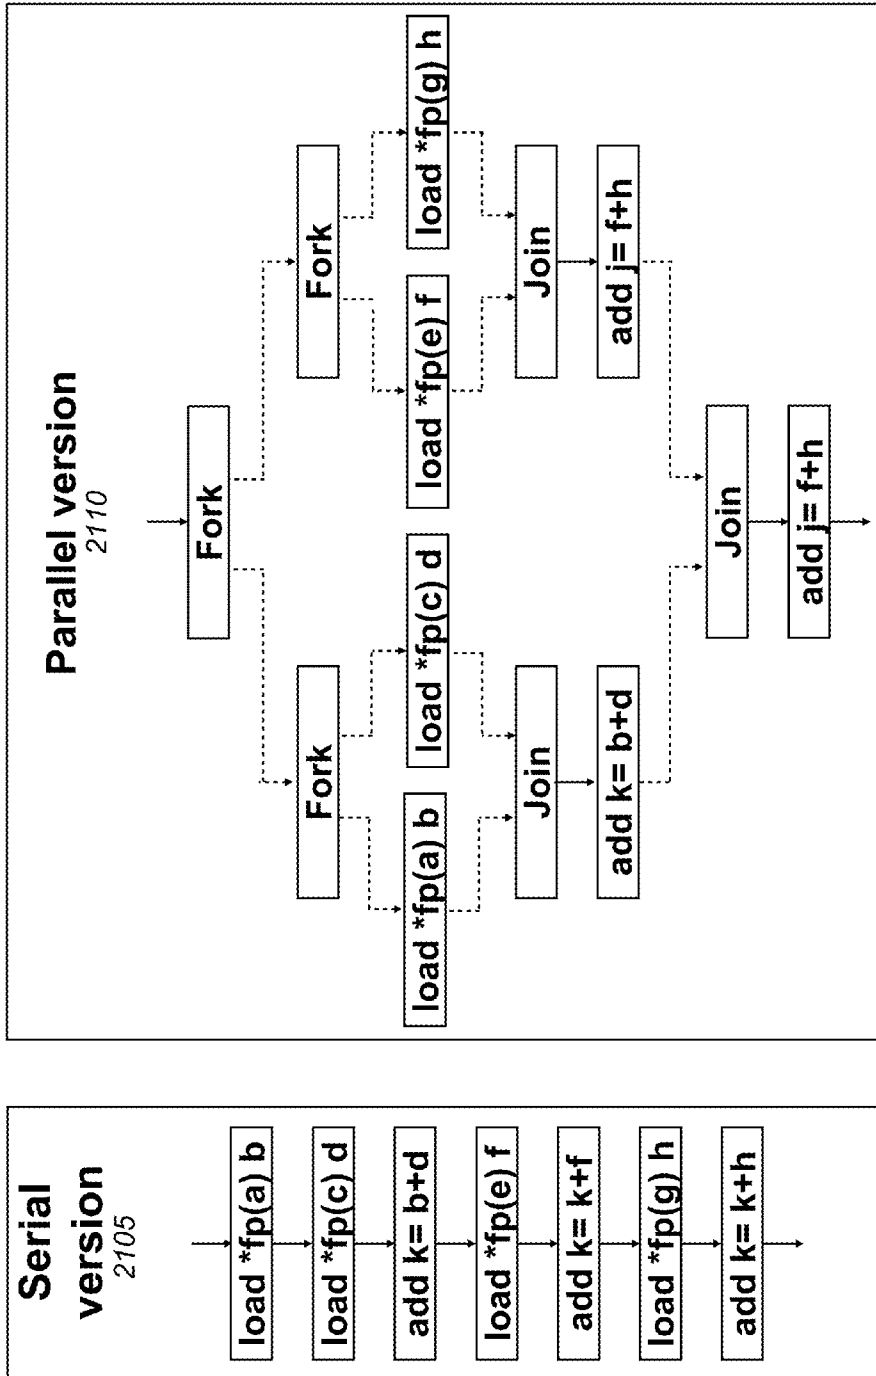 Serial
version
2105
load *fp(a) b
load *fp(c) d
add k= b+d
load *fp(e) f
add k= k+f
load *fp(g) h
add k= k+h
Parallel version
2110
Fork
Fork
Fork
load *fp(a) b
load *fp(c) d
load *fp(e) f
load *fp(g) h
Join
Join
add k= b+d
add j= f+h
Join
add j= f+h